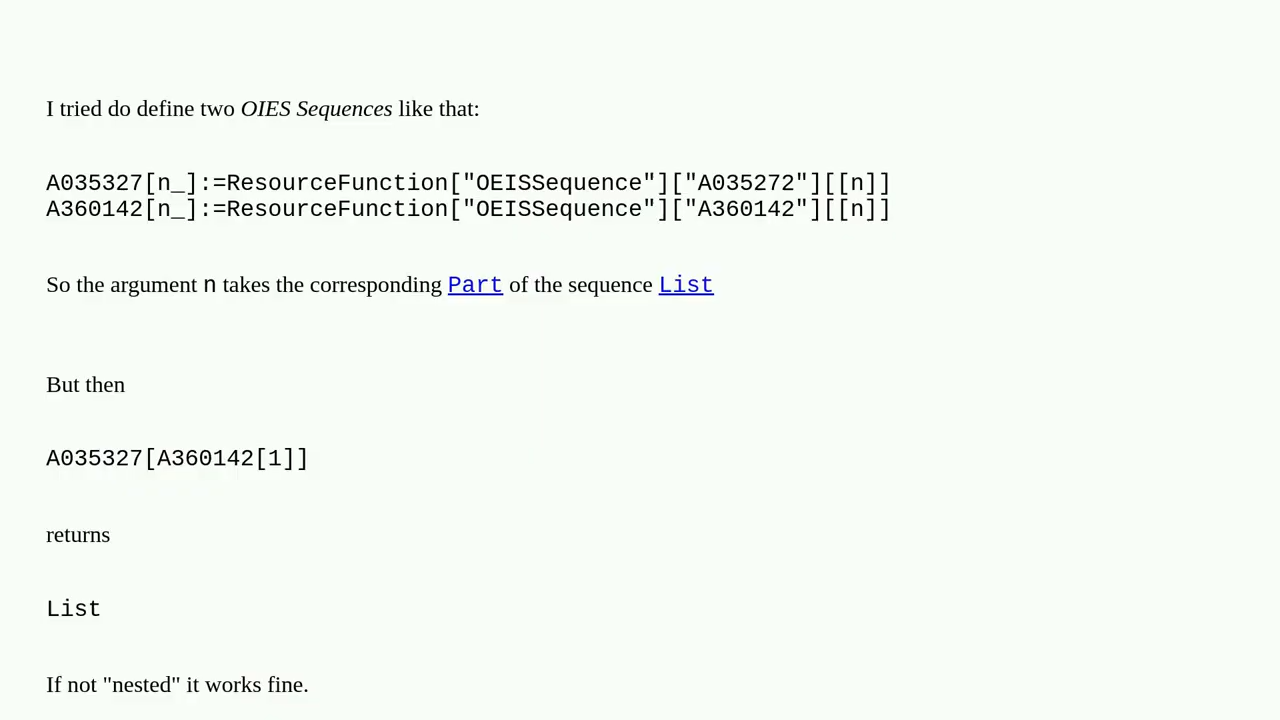 I tried do define two OIES Sequences like that:
A035327[n_]:=ResourceFunction["OEISSequence"]["A035272"][[n]]
A360142[n_]:=ResourceFunction["OEISSequence"]["A360142"][[n]]
So the argument n takes the corresponding Part of the sequence List
But then
A035327[A360142[1]]
returns
List
If not "nested" it works fine.